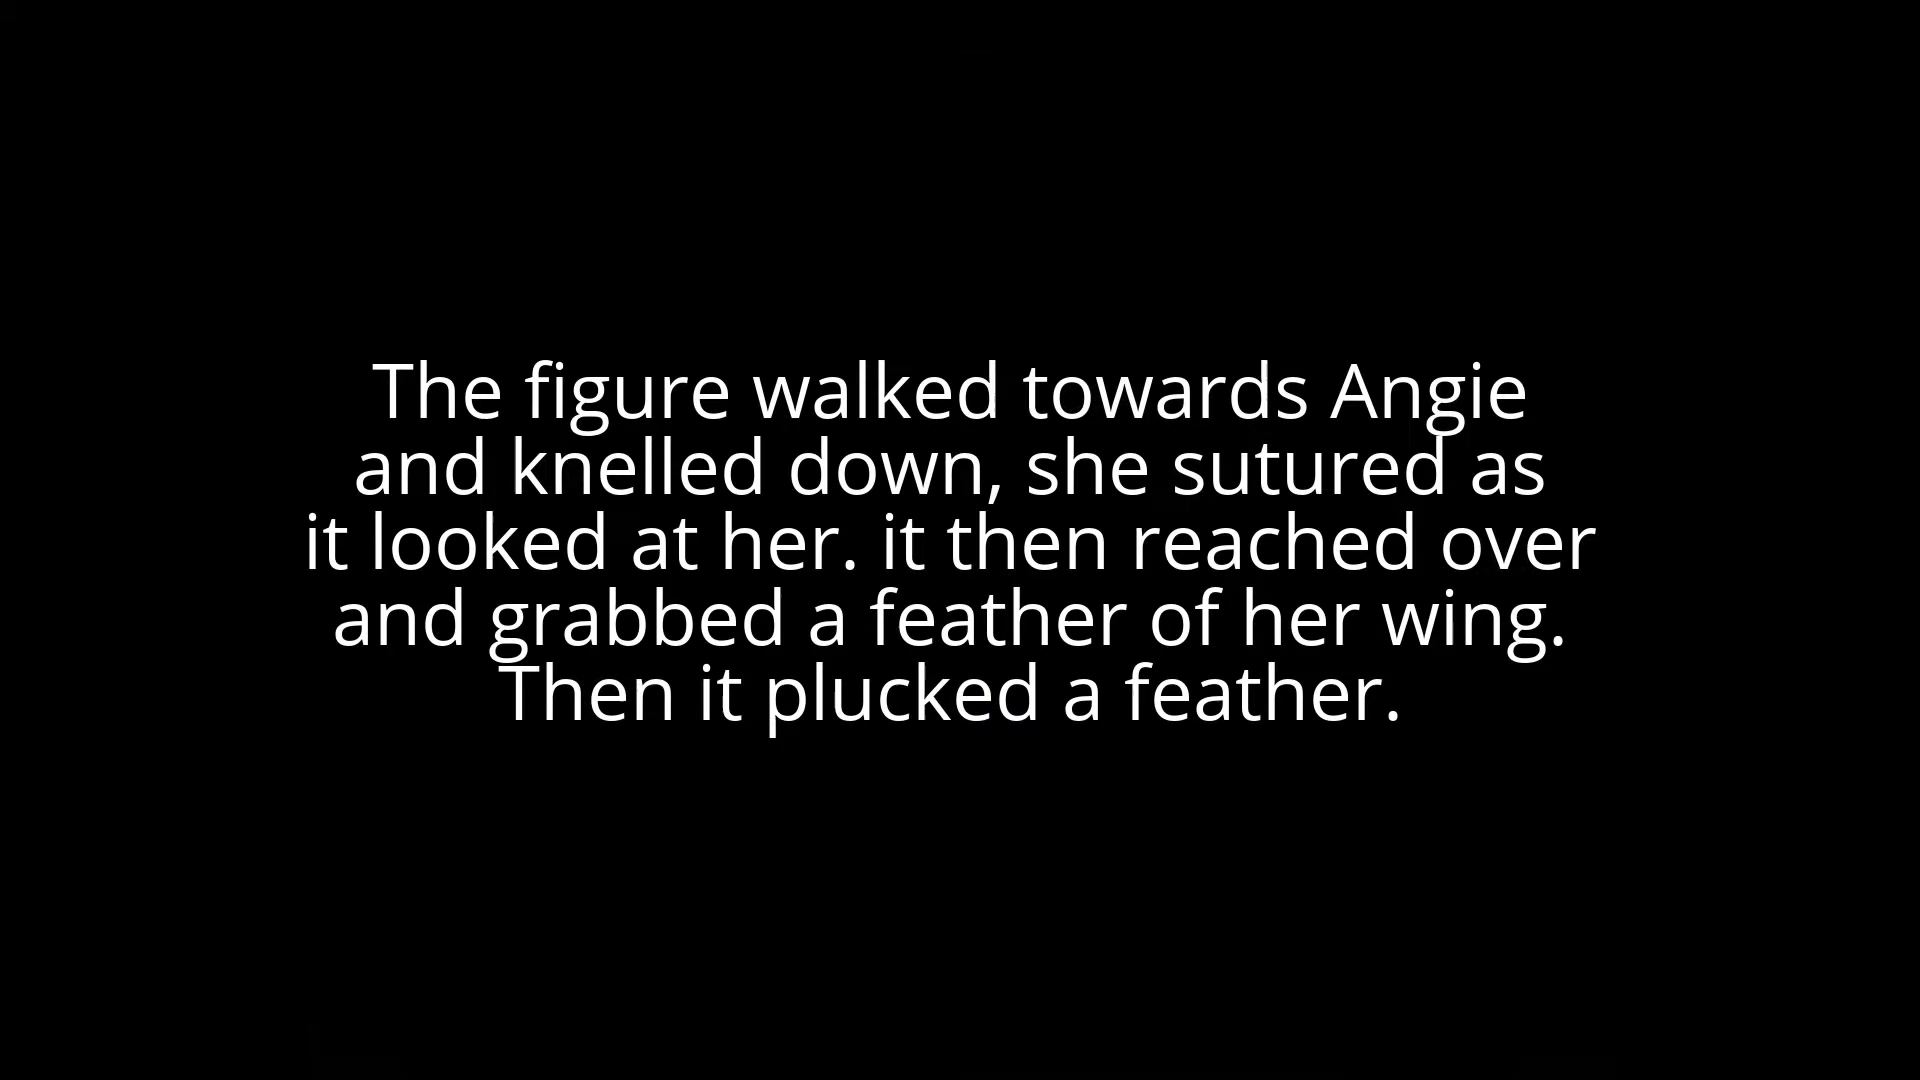 The figure walked towards Angie
and knelled down, she sutured as
it looked at her. it then reached over
and grabbed a feather of her wing.
Then it plucked a feather.